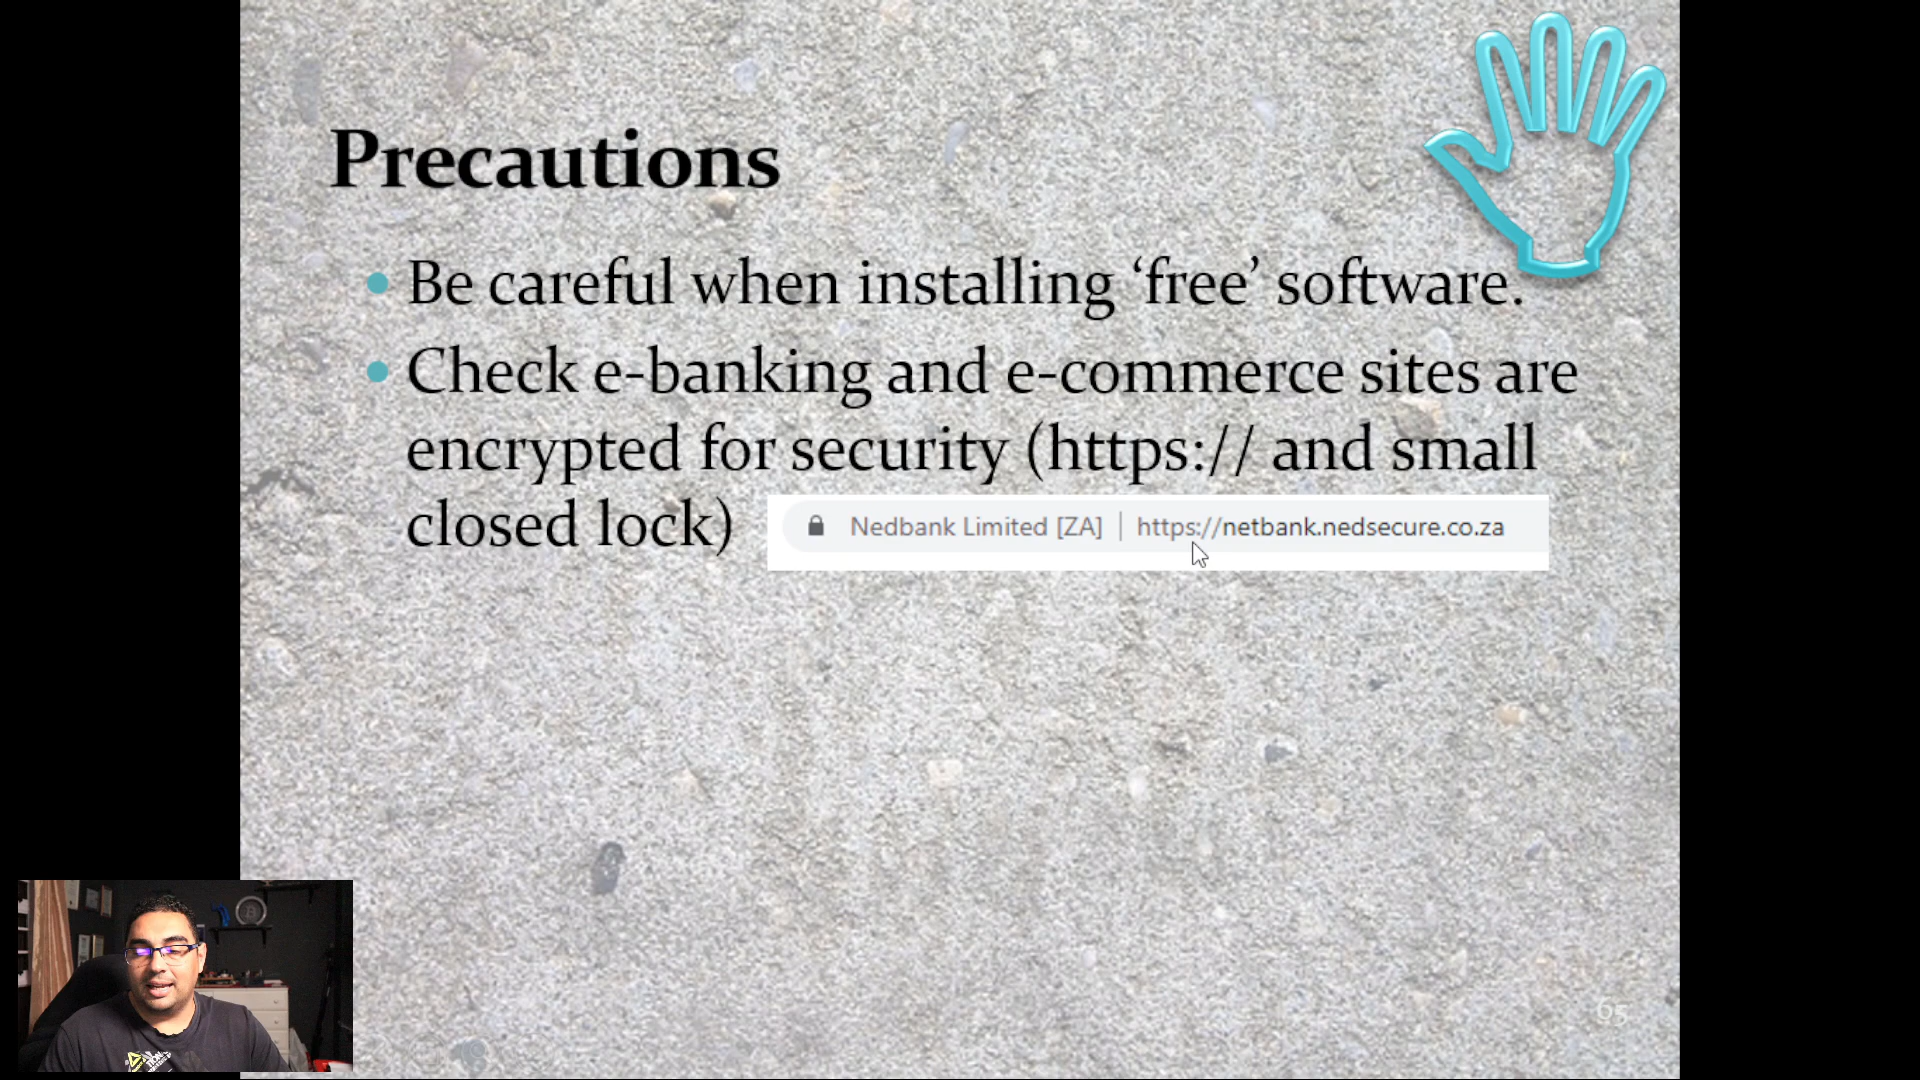 Precautions
Be careful when installing ‘free’ software.
Check e-banking and e-commerce sites are
encrypted for security (https:// and small
closed lock)
Nedbank Limited [ZA] | https://netbank.nedsecure.co.za
65